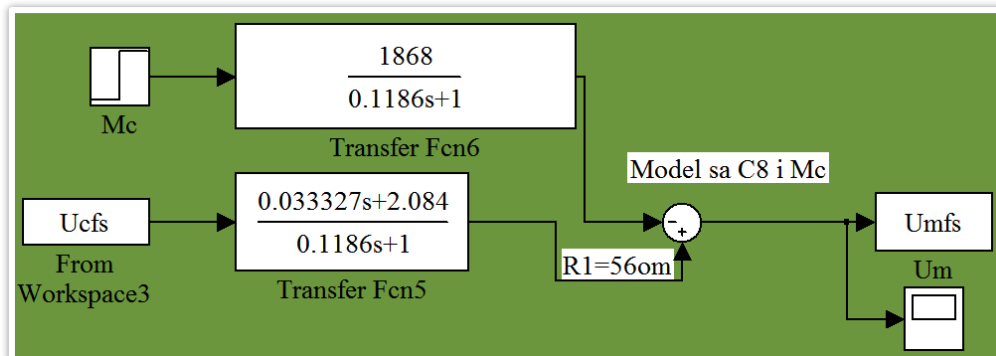 1868
0.1186s+1
Mc
Transfer Fcn6
Model sa C8 i Mc
0.033327s+2.084
0.1186s+1
Ucfs
From
Workspace3
Transfer Fcn5
-
+
R1=56om
Umfs
Um